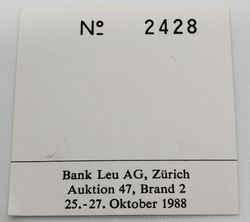 Nº 2428
Bank Leu AG, Zürich
Auktion 47, Brand 2
25.-27. Oktober 1988